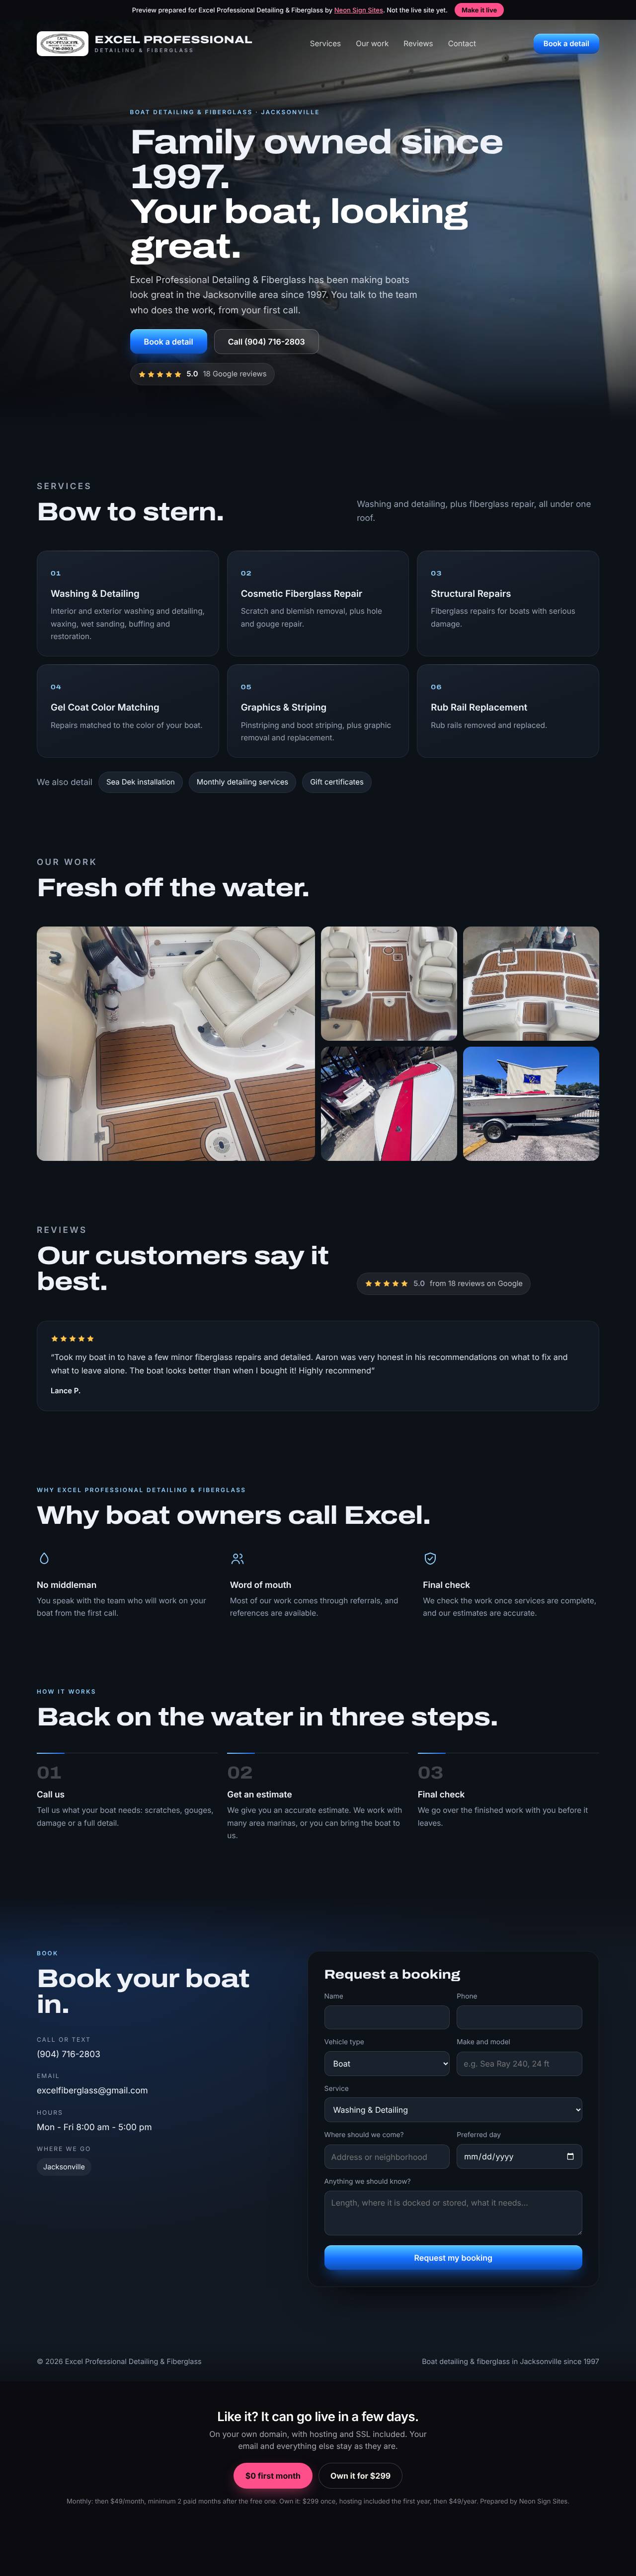 Preview prepared for Excel Professional Detailing & Fiberglass by Neon Sign Sites. Not the live site yet. Make it live
EXCEL PROFESSIONAL
DETAILING & FIBERGLASS
Services Our work Reviews Contact
Book a detail
BOAT DETAILING & FIBERGLASS · JACKSONVILLE
Family owned since
1997.
Your boat, looking
great.
Excel Professional Detailing & Fiberglass has been making boats
look great in the Jacksonville area since 1997. You talk to the team
who does the work, from your first call.
Book a detail Call (904) 716-2803
5.0 18 Google reviews
SERVICES
Bow to stern.
Washing and detailing, plus fiberglass repair, all under one
roof.
01
Washing & Detailing
Interior and exterior washing and detailing,
waxing, wet sanding, buffing and
restoration.
02
Cosmetic Fiberglass Repair
Scratch and blemish removal, plus hole
and gouge repair.
03
Structural Repairs
Fiberglass repairs for boats with serious
damage.
04
Gel Coat Color Matching
Repairs matched to the color of your boat.
05
Graphics & Striping
Pinstriping and boot striping, plus graphic
removal and replacement.
06
Rub Rail Replacement
Rub rails removed and replaced.
We also detail Sea Dek installation Monthly detailing services Gift certificates
OUR WORK
Fresh off the water.
REVIEWS
Our customers say it
best.
5.0 from 18 reviews on Google
“Took my boat in to have a few minor fiberglass repairs and detailed. Aaron was very honest in his recommendations on what to fix and
what to leave alone. The boat looks better than when I bought it! Highly recommend”
Lance P.
WHY EXCEL PROFESSIONAL DETAILING & FIBERGLASS
Why boat owners call Excel.
No middleman
You speak with the team who will work on your
boat from the first call.
Word of mouth
Most of our work comes through referrals, and
references are available.
Final check
We check the work once services are complete,
and our estimates are accurate.
HOW IT WORKS
Back on the water in three steps.
01
Call us
Tell us what your boat needs: scratches, gouges,
damage or a full detail.
02
Get an estimate
We give you an accurate estimate. We work with
many area marinas, or you can bring the boat to
us.
03
Final check
We go over the finished work with you before it
leaves.
BOOK
Book your boat
in.
CALL OR TEXT
(904) 716-2803
EMAIL
excelfiberglass@gmail.com
HOURS
Mon - Fri 8:00 am - 5:00 pm
WHERE WE GO
Jacksonville
Request a booking
Name Phone
Vehicle type Make and model
Boat e.g. Sea Ray 240, 24 ft
Service
Washing & Detailing
Where should we come? Preferred day
Address or neighborhood mm/dd/yyyy
Anything we should know?
Length, where it is docked or stored, what it needs...
Request my booking
© 2026 Excel Professional Detailing & Fiberglass
Boat detailing & fiberglass in Jacksonville since 1997
Like it? It can go live in a few days.
On your own domain, with hosting and SSL included. Your
email and everything else stay as they are.
$0 first month Own it for $299
Monthly: then $49/month, minimum 2 paid months after the free one. Own it: $299 once, hosting included the first year, then $49/year. Prepared by Neon Sign Sites.